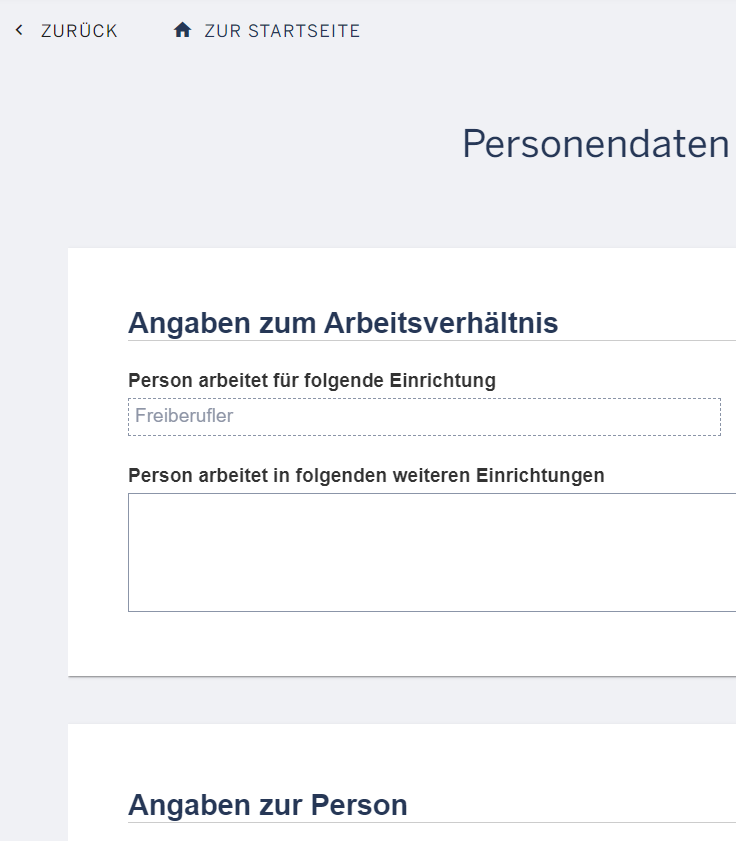 ZURÜCK ZUR STARTSEITE
Personendaten
Angaben zum Arbeitsverhältnis
Person arbeitet für folgende Einrichtung
Freiberufler
Person arbeitet in folgenden weiteren Einrichtungen
Angaben zur Person